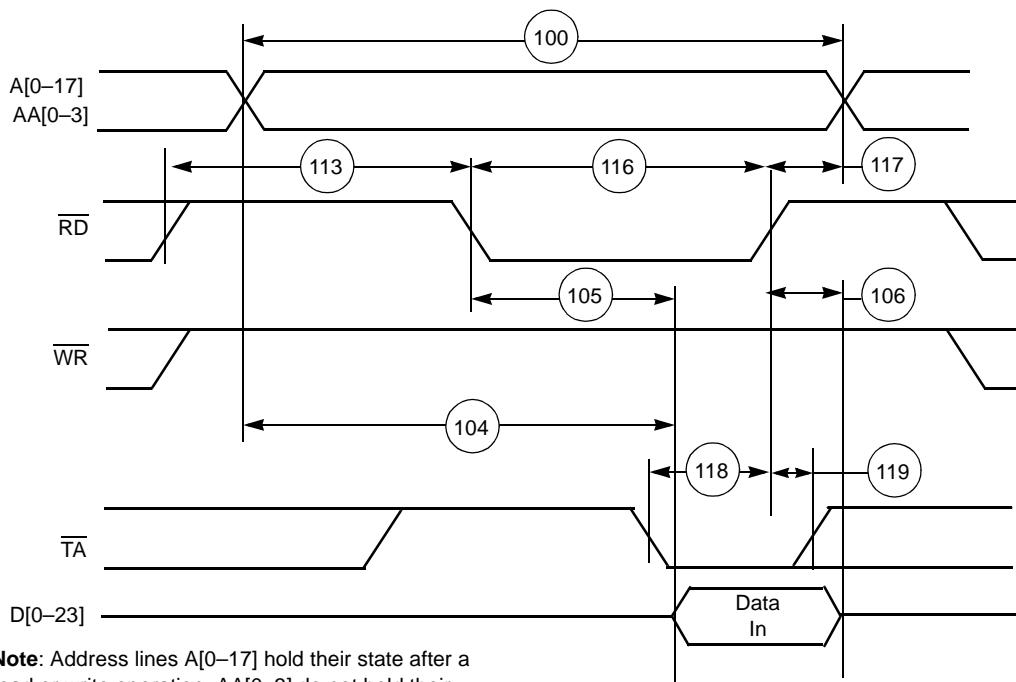 100
A[0–17]
AA[0–3]
113
116
117
RD
105
106
WR
104
118
119
TA
D[0–23]
Data
In
Note: Address lines A[0–17] hold their state after a